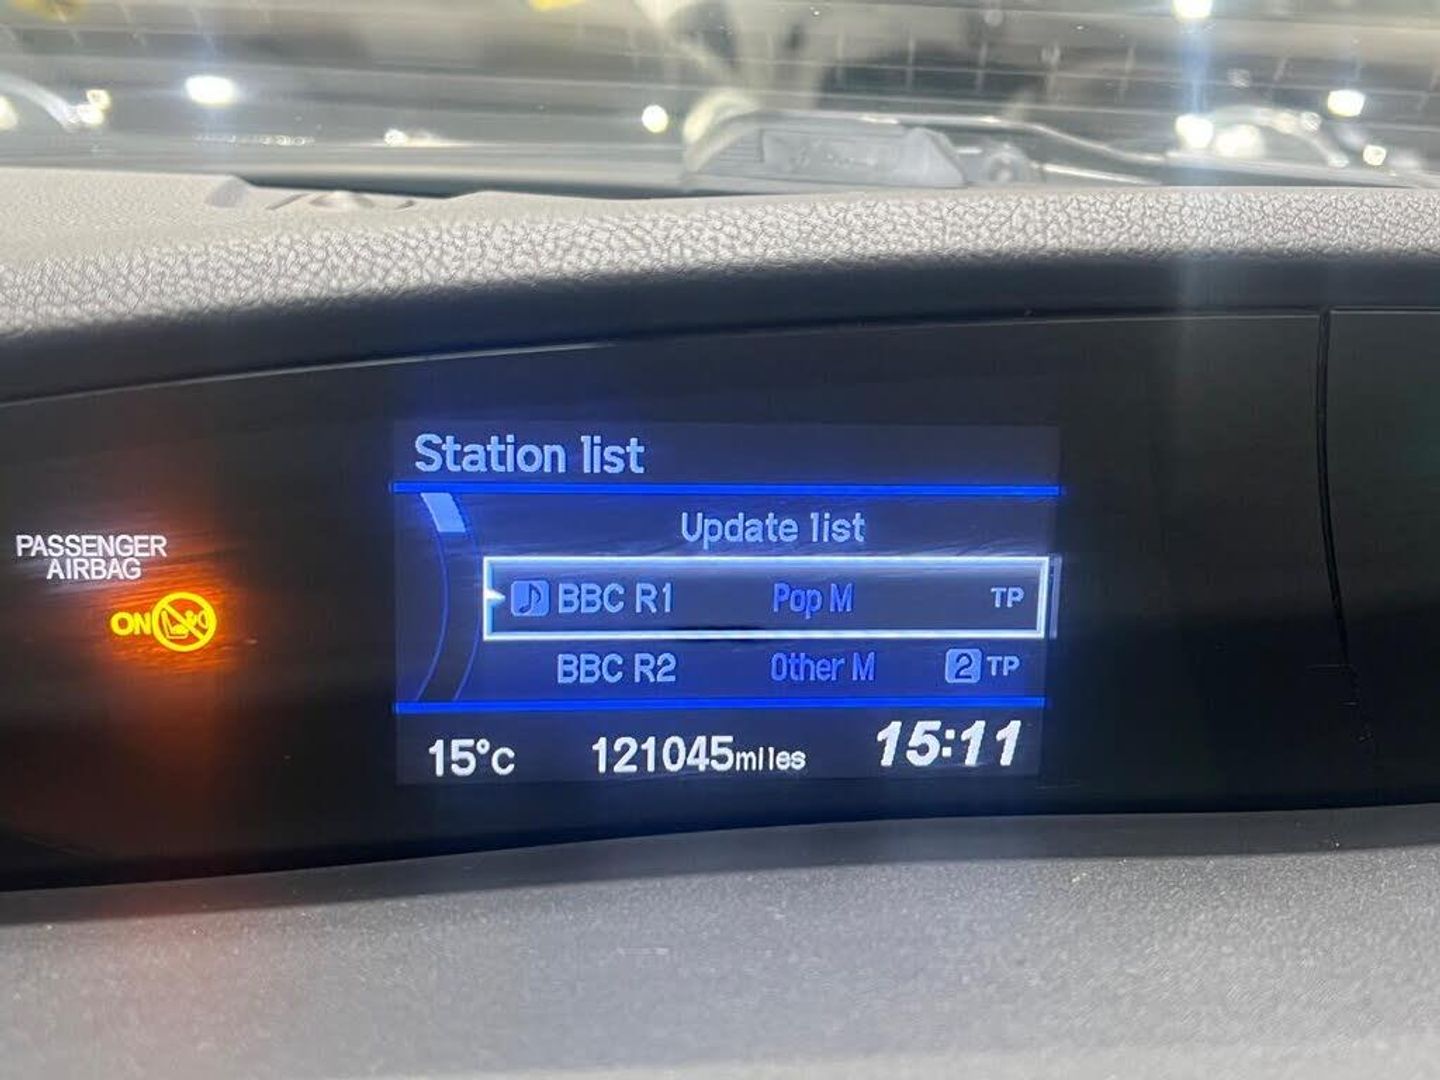 Station list
Update list
BBC R1 Pop M TP
BBC R2 Other M 2 TP
15°c 121045miles 15:11
PASSENGER
AIRBAG
ON